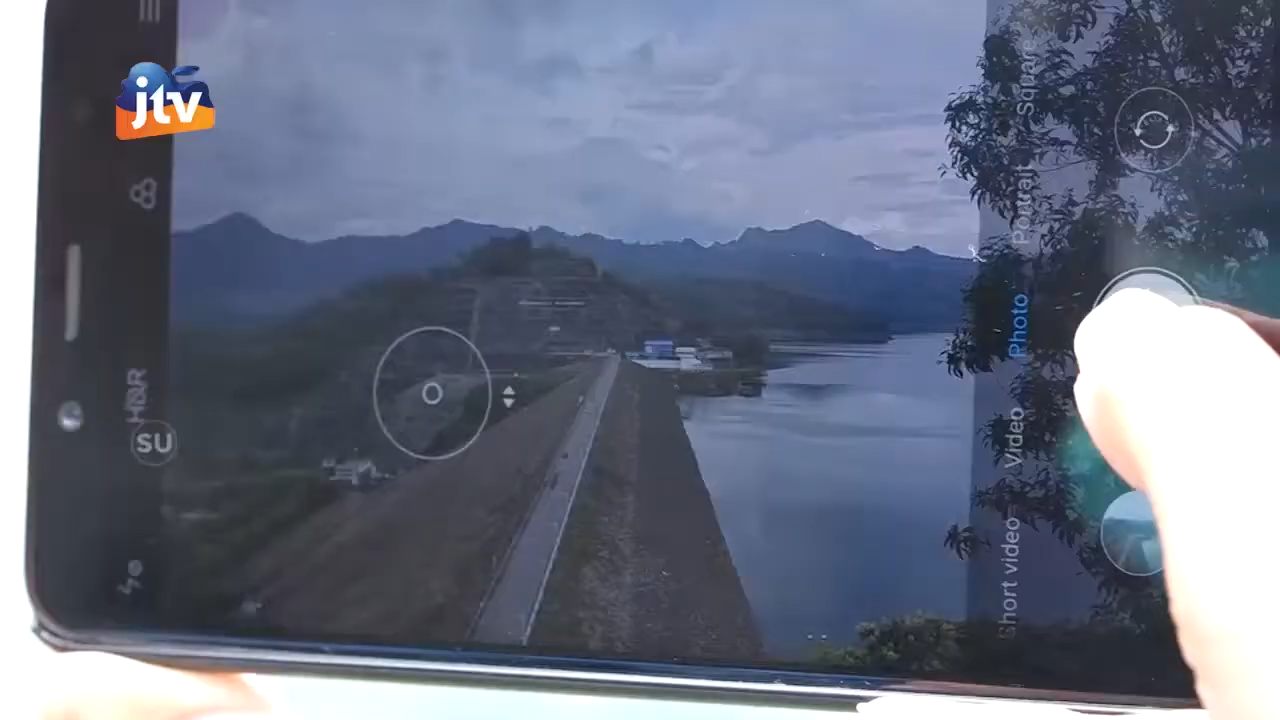 jtv
HDR
SU
Square
Portrait
Photo
Video
Short video